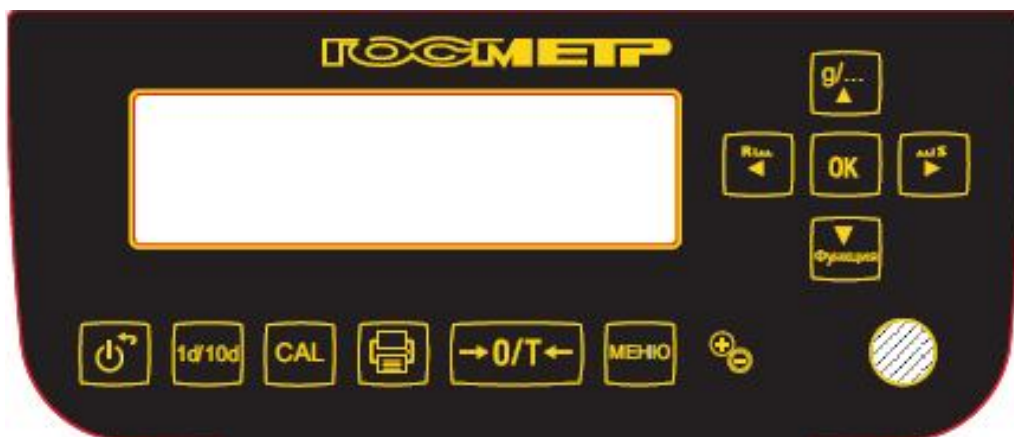 ГОСМЕТР
g/...
OK
Функция
1d/10d
CAL
→0/T←
МЕНЮ